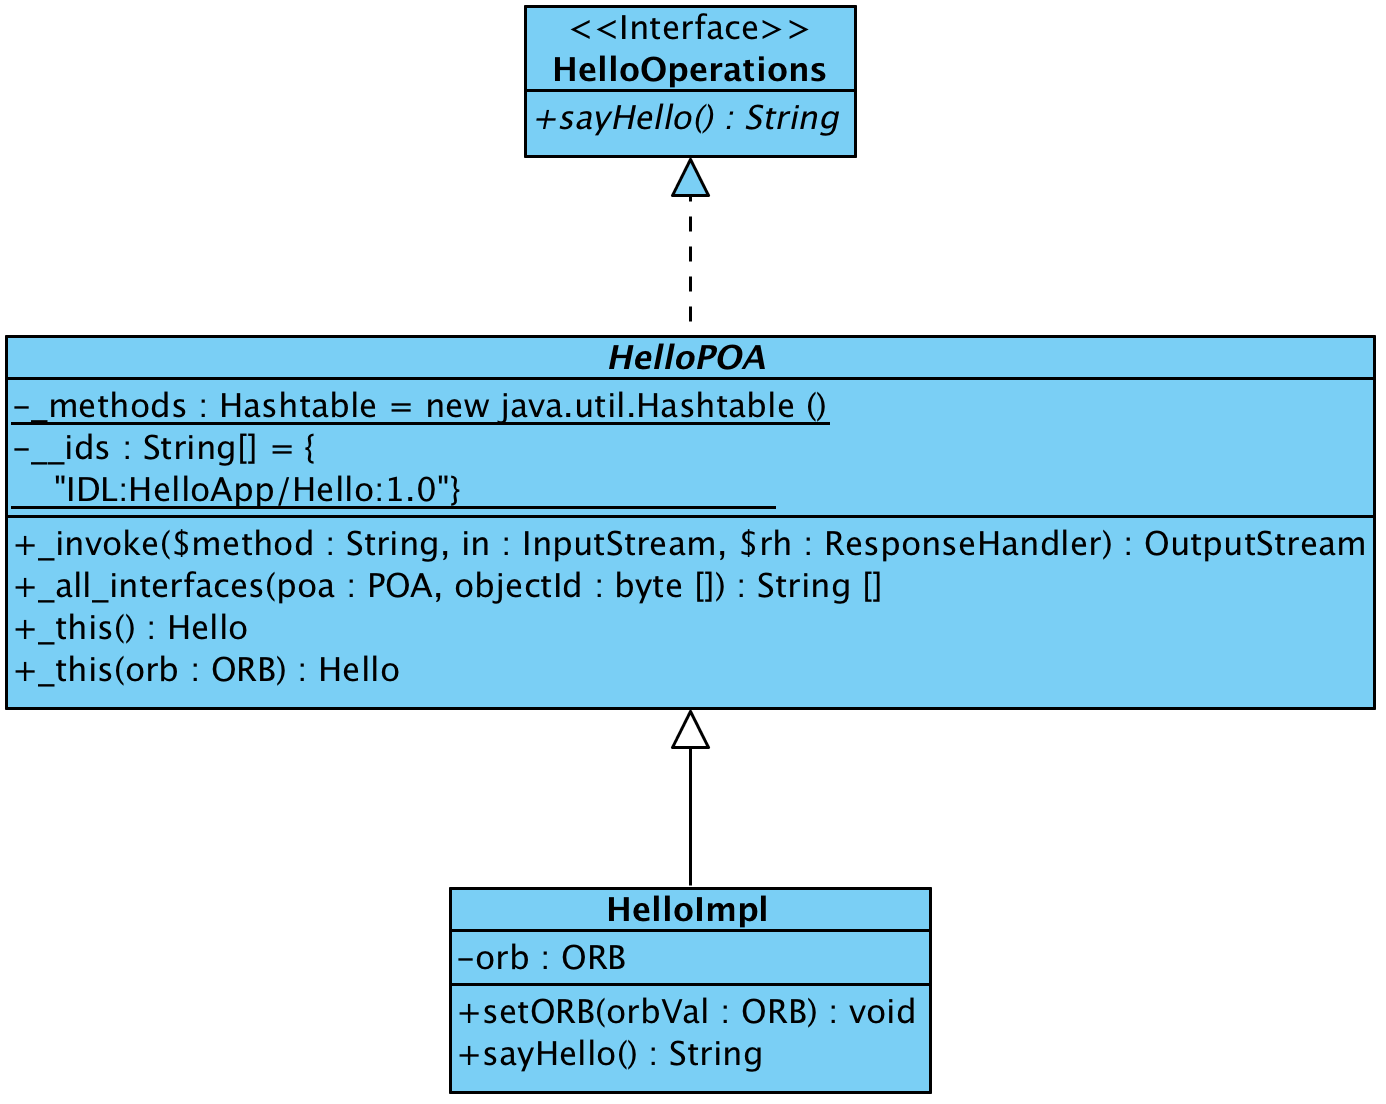 <<Interface>>
HelloOperations
+sayHello() : String
HelloPOA
-_methods : Hashtable = new java.util.Hashtable ()
-__ids : String[] = {
"IDL:HelloApp/Hello:1.0"}
+_invoke($method : String, in : InputStream, $rh : ResponseHandler) : OutputStream
+_all_interfaces(poa : POA, objectId : byte []) : String []
+_this() : Hello
+_this(orb : ORB) : Hello
HelloImpl
-orb : ORB
+setORB(orbVal : ORB) : void
+sayHello() : String